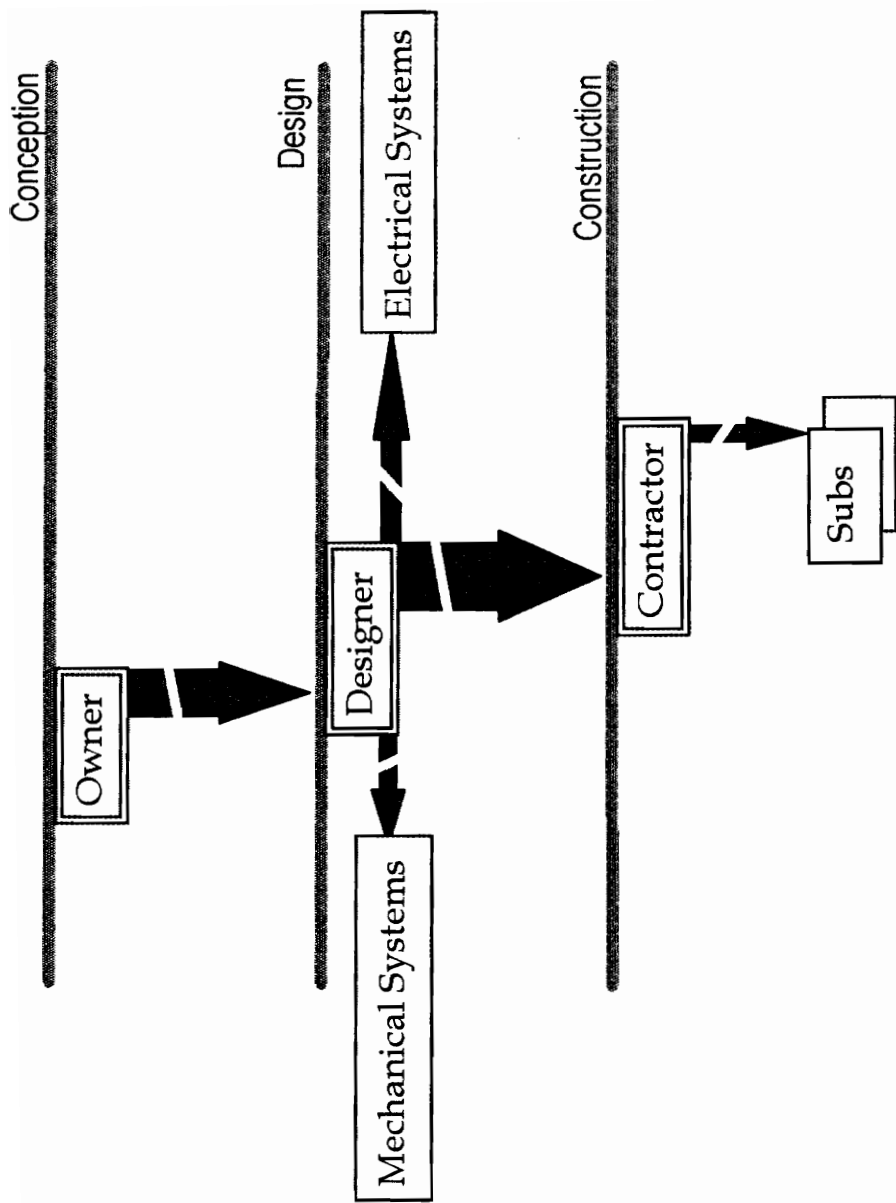 Conception
Owner
Design
Mechanical Systems
Designer
Electrical Systems
Construction
Contractor
Subs